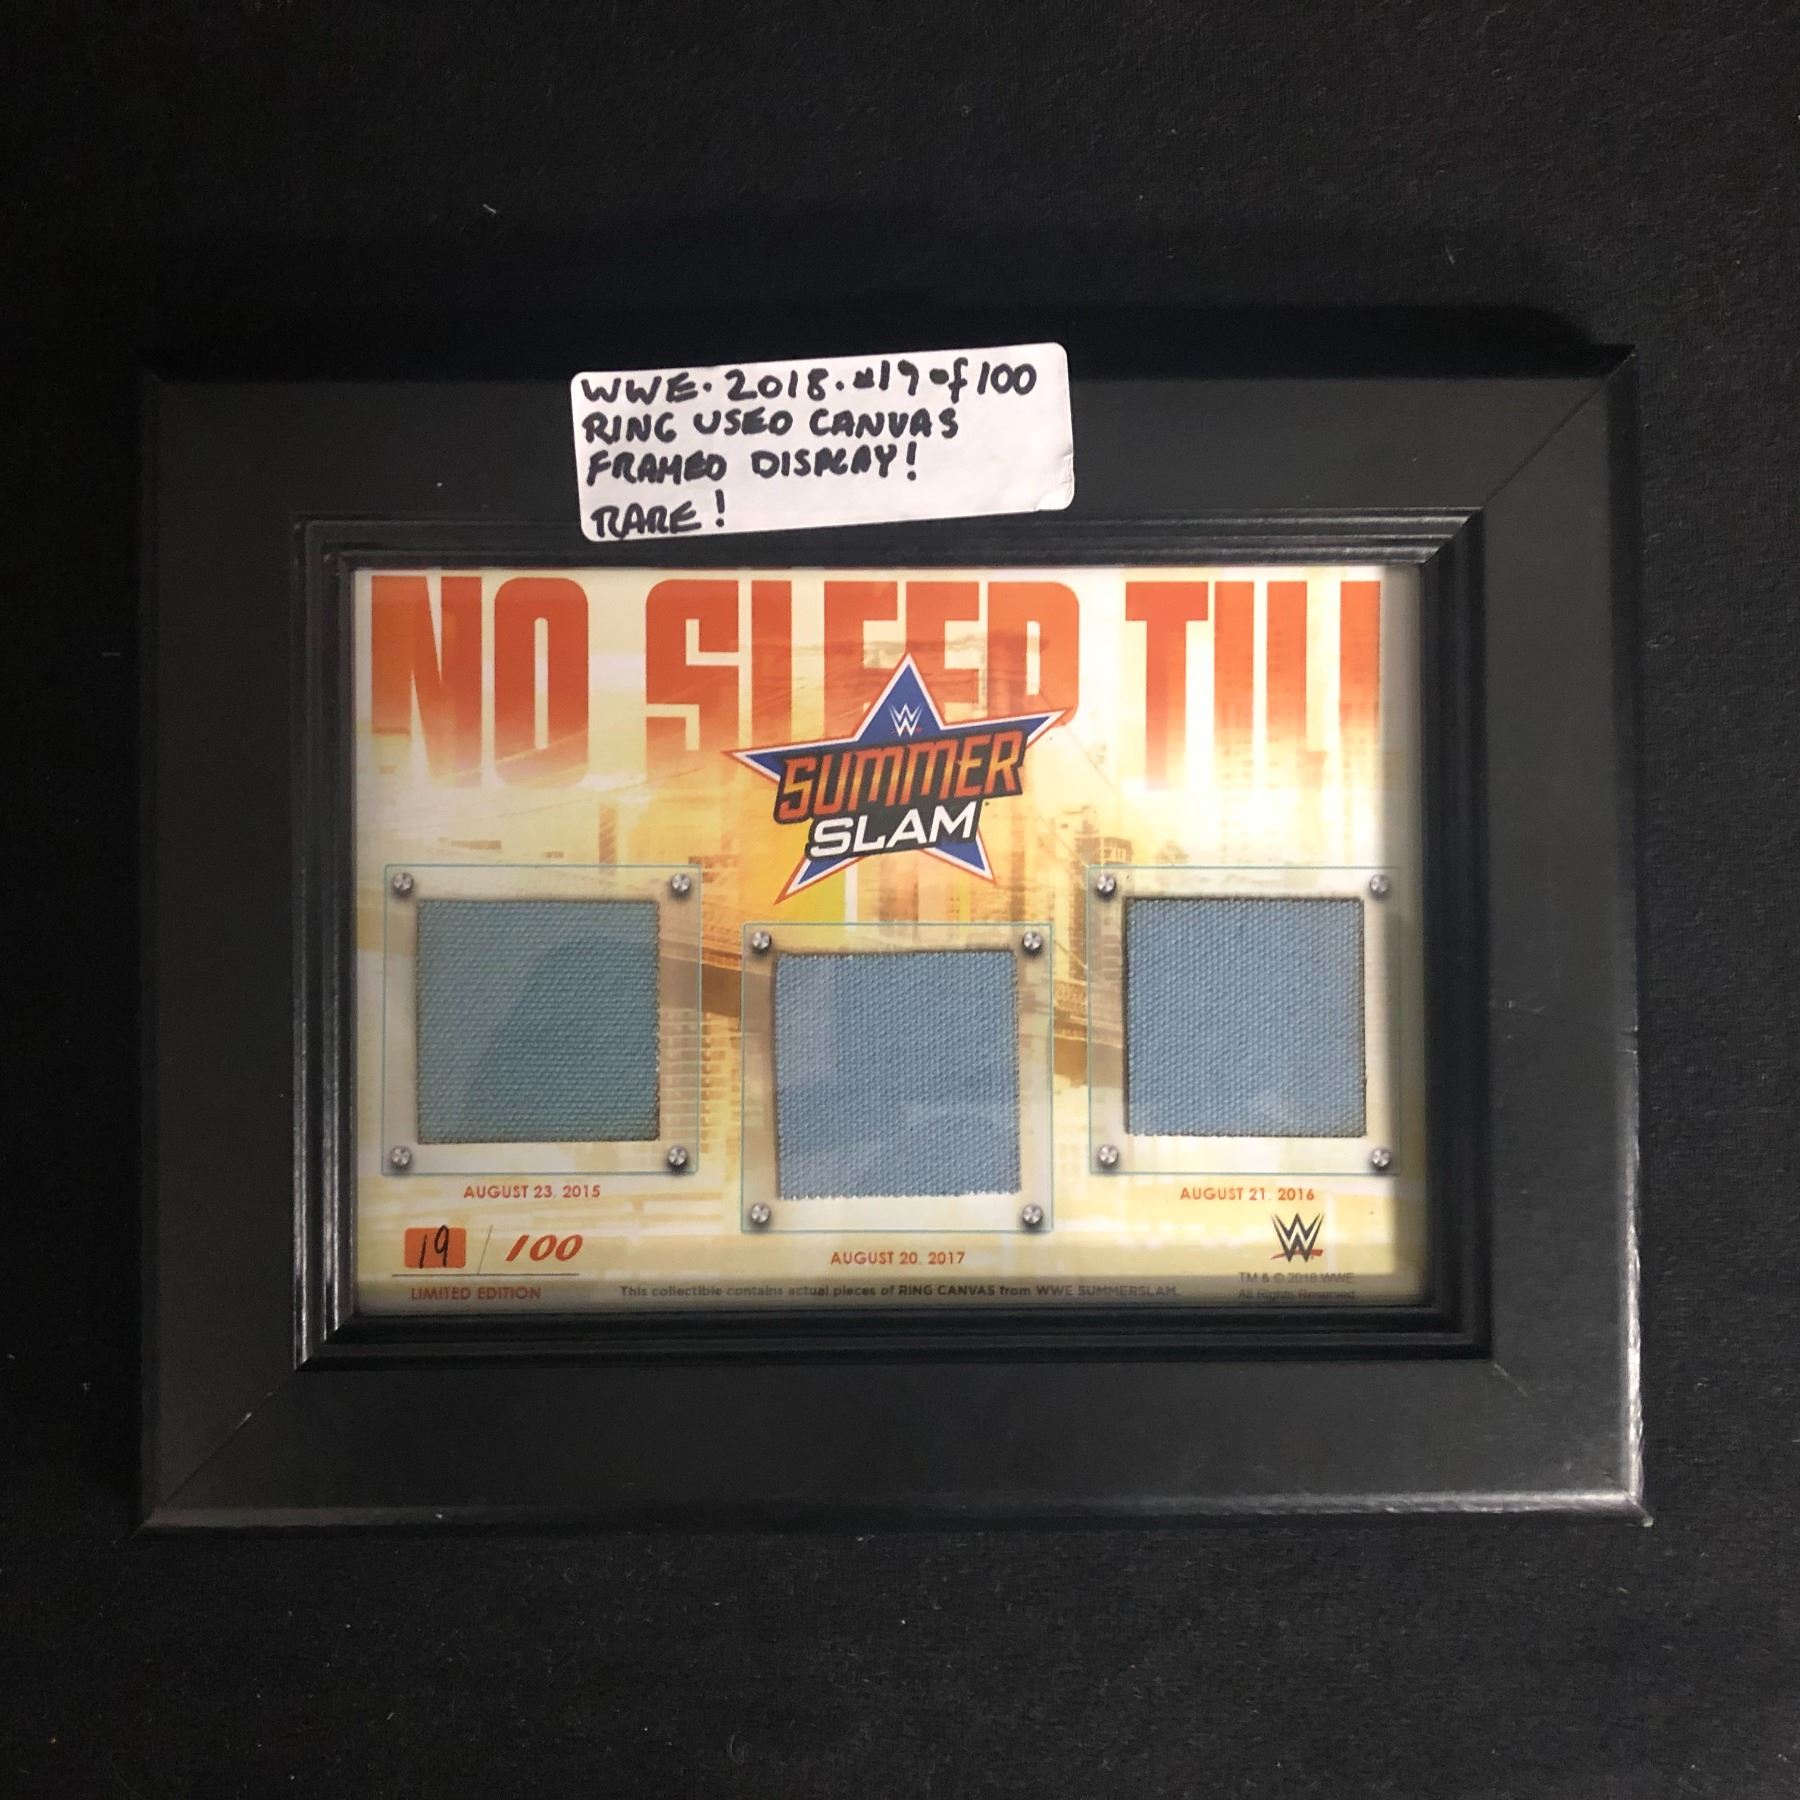 WWE. 2018. #19 of 100
RING USED CANVAS
FRAMED DISPLAY!
RARE!
NO SLEEP TILL
W
SUMMER
SLAM
AUGUST 23, 2015
AUGUST 20, 2017
AUGUST 21, 2016
19 / 100
LIMITED EDITION
This collectible contains actual pieces of RING CANVAS from WWE SUMMERSLAM.
W
TM & © 2018 WWE
All Rights Reserved